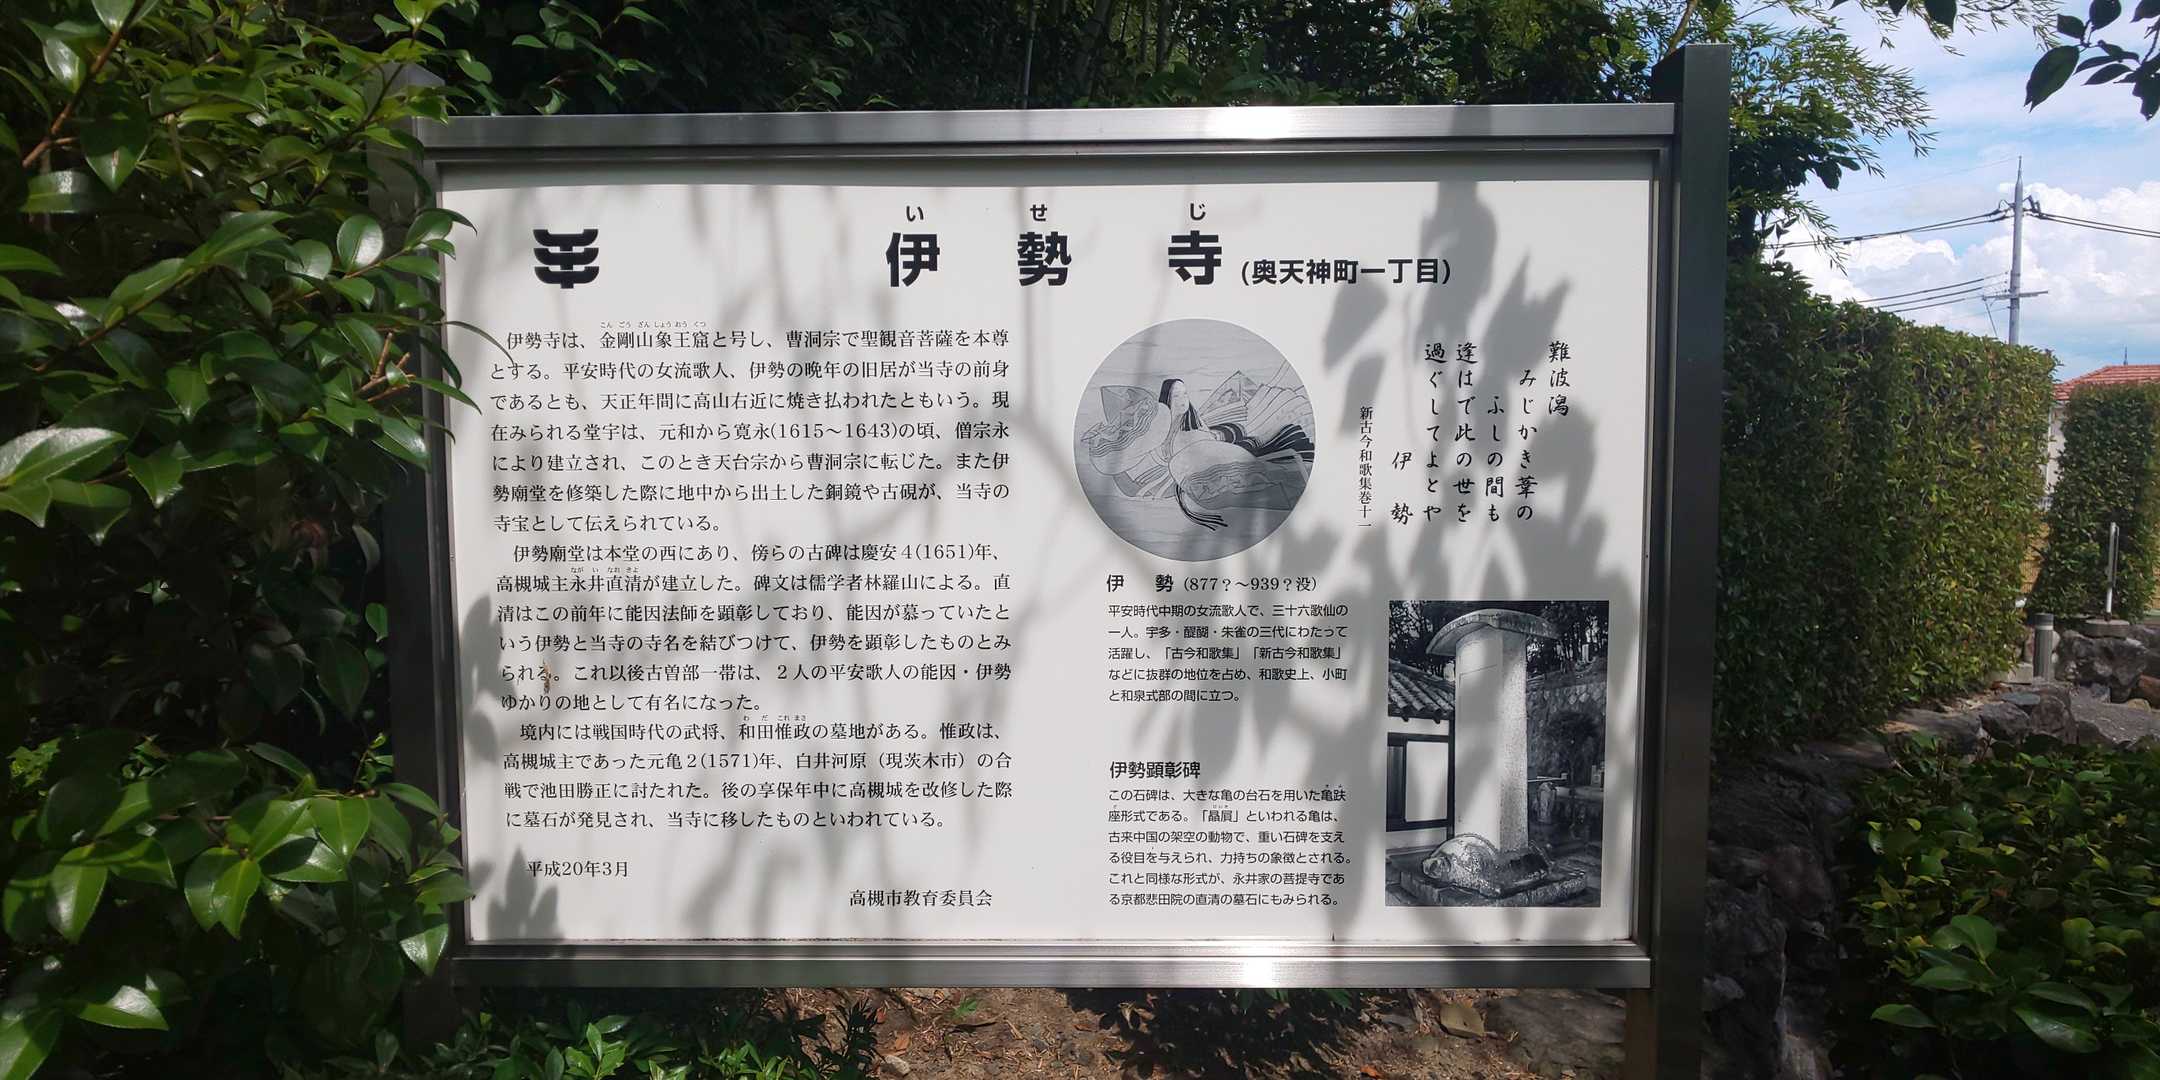 いせじ
伊勢寺(奥天神町一丁目)
こんごうざんしょうおうくつ
伊勢寺は、金剛山象王窟と号し、曹洞宗で聖観音菩薩を本尊
とする。平安時代の女流歌人、伊勢の晩年の旧居が当寺の前身
であるとも、天正年間に高山右近に焼き払われたともいう。現
在みられる堂宇は、元和から寛永(1615〜1643)の頃、僧宗永
により建立され、このとき天台宗から曹洞宗に転じた。また伊
勢廟堂を修築した際に地中から出土した銅鏡や古硯が、当寺の
寺宝として伝えられている。
伊勢廟堂は本堂の西にあり、傍らの古碑は慶安4(1651)年、
ながいなおきよ
高槻城主永井直清が建立した。碑文は儒学者林羅山による。直
清はこの前年に能因法師を顕彰しており、能因が慕っていたと
いう伊勢と当寺の寺名を結びつけて、伊勢を顕彰したものとみ
られる。これ以後古曽部一帯は、2人の平安歌人の能因・伊勢
ゆかりの地として有名になった。
わだこれまさ
境内には戦国時代の武将、和田惟政の墓地がある。惟政は、
高槻城主であった元亀2(1571)年、白井河原（現茨木市）の合
戦で池田勝正に討たれた。後の享保年中に高槻城を改修した際
に墓石が発見され、当寺に移したものといわれている。
平成20年3月
高槻市教育委員会
難波潟
みじかき葦の
ふしの間も
逢はで此の世を
過ぐしてよとや
伊勢
新古今和歌集巻十一
伊勢（877？〜939？没）
平安時代中期の女流歌人で、三十六歌仙の
一人。宇多・醍醐・朱雀の三代にわたって
活躍し、「古今和歌集」「新古今和歌集」
などに抜群の地位を占め、和歌史上、小町
と和泉式部の間に立つ。
伊勢顕彰碑
この石碑は、大きな亀の台石を用いた亀趺
座形式である。「贔屓」といわれる亀は、
古来中国の架空の動物で、重い石碑を支え
る役目を与えられ、力持ちの象徴とされる。
これと同様な形式が、永井家の菩提寺であ
る京都悲田院の直清の墓石にもみられる。